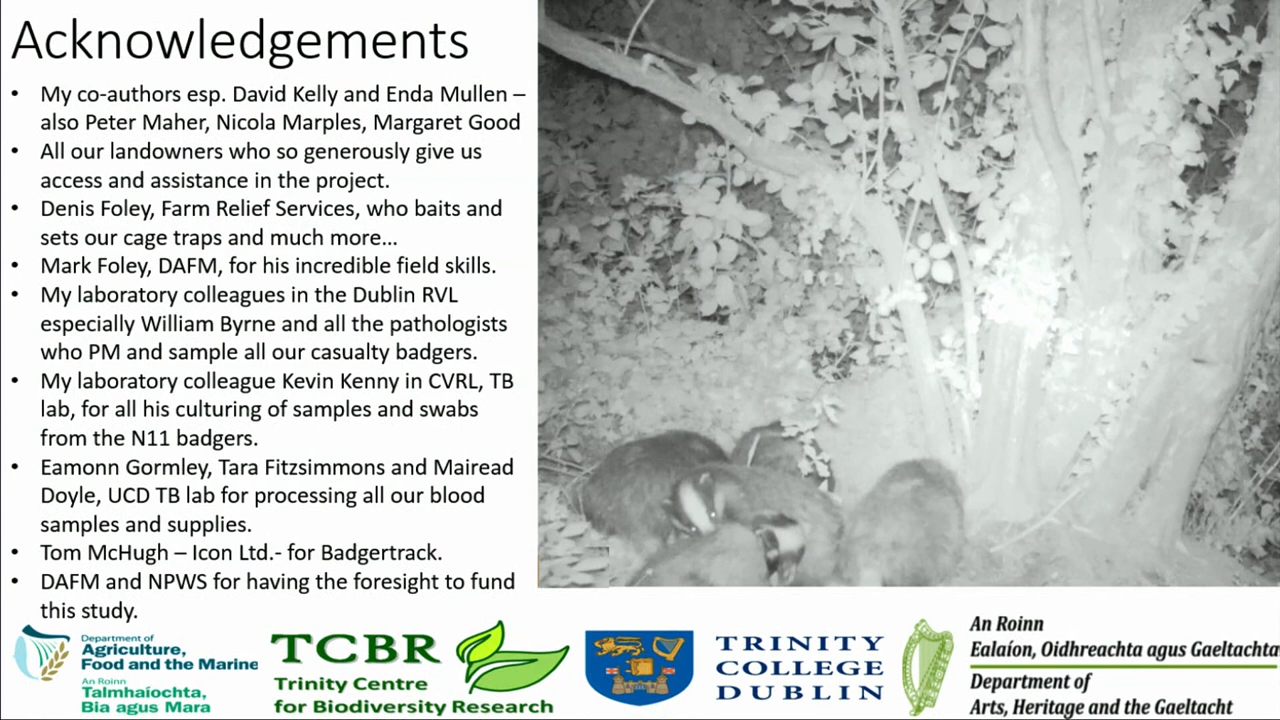 Acknowledgements
• My co-authors esp. David Kelly and Enda Mullen –
also Peter Maher, Nicola Marples, Margaret Good
• All our landowners who so generously give us
access and assistance in the project.
• Denis Foley, Farm Relief Services, who baits and
sets our cage traps and much more…
• Mark Foley, DAFM, for his incredible field skills.
• My laboratory colleagues in the Dublin RVL
especially William Byrne and all the pathologists
who PM and sample all our casualty badgers.
• My laboratory colleague Kevin Kenny in CVRL, TB
lab, for all his culturing of samples and swabs
from the N11 badgers.
• Eamonn Gormley, Tara Fitzsimmons and Mairead
Doyle, UCD TB lab for processing all our blood
samples and supplies.
• Tom McHugh – Icon Ltd.- for Badgertrack.
• DAFM and NPWS for having the foresight to fund
this study.
Department of
Agriculture,
Food and the Marine
An Roinn
Talmhaíochta,
Bia agus Mara
TCBR
Trinity Centre
for Biodiversity Research
TRINITY
COLLEGE
DUBLIN
An Roinn
Ealaíon, Oidhreachta agus Gaeltachta
Department of
Arts, Heritage and the Gaeltacht